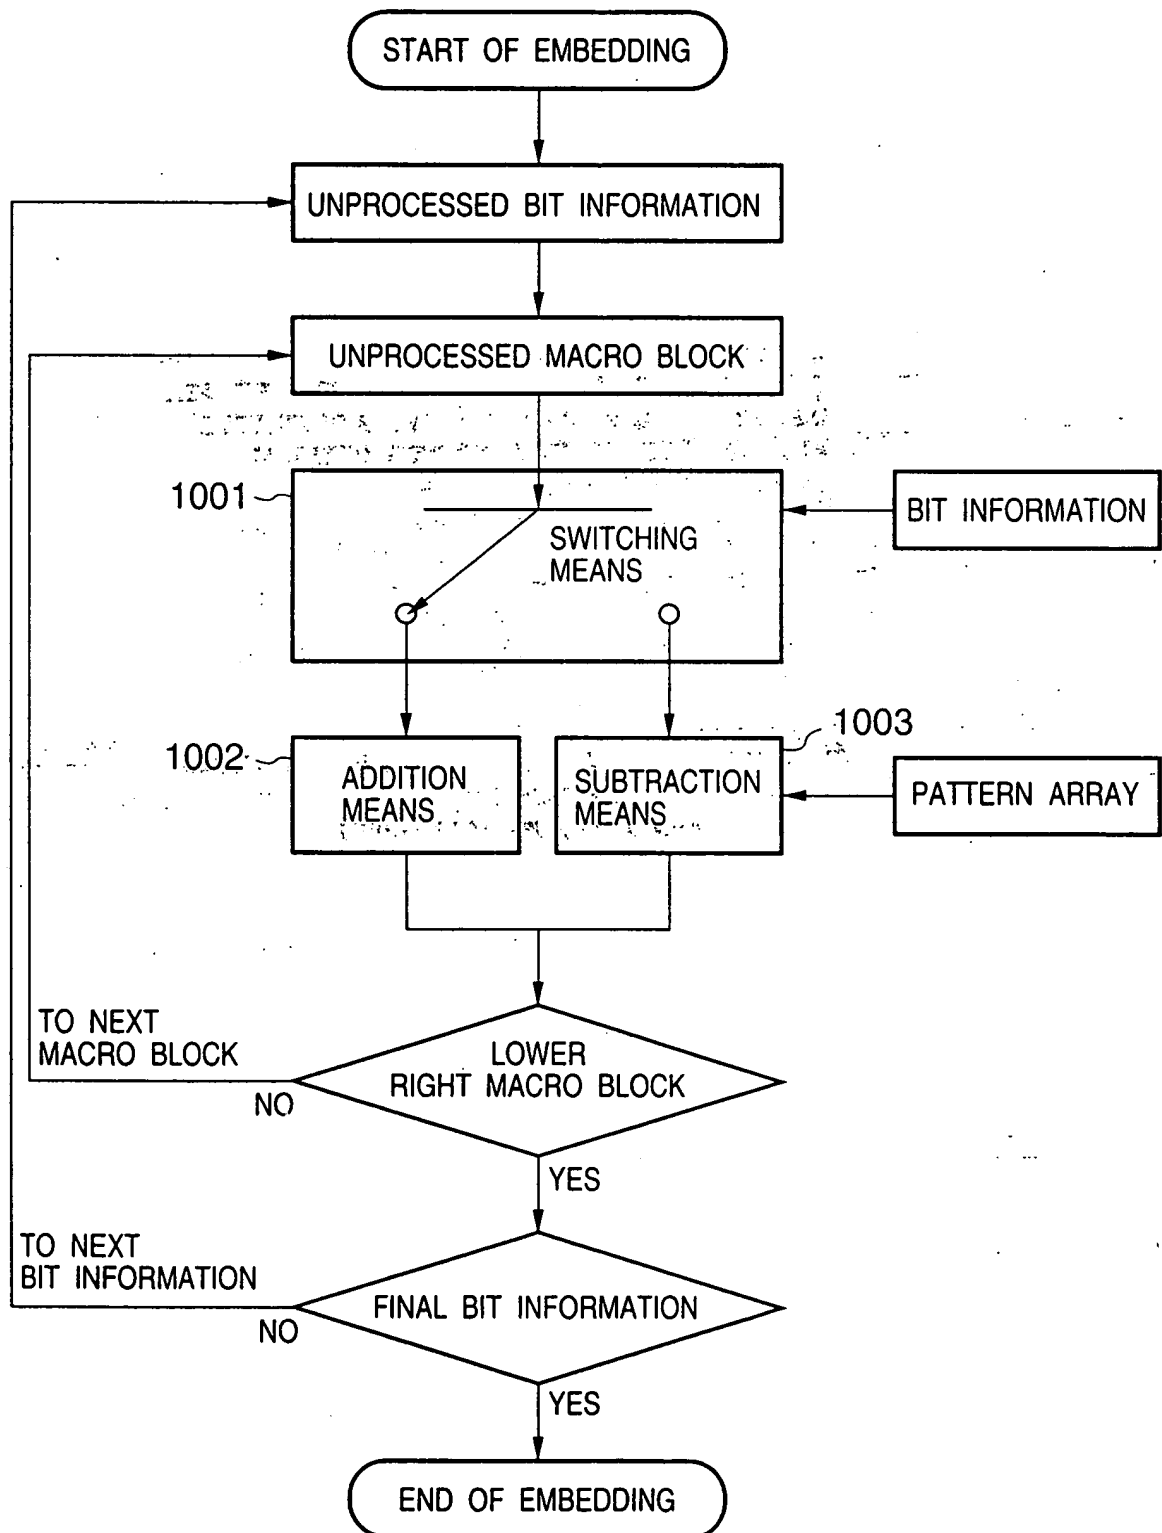 START OF EMBEDDING
UNPROCESSED BIT INFORMATION
UNPROCESSED MACRO BLOCK
1001
SWITCHING
MEANS
BIT INFORMATION
1002
ADDITION
MEANS
1003
SUBTRACTION
MEANS
PATTERN ARRAY
TO NEXT
MACRO BLOCK
NO
LOWER
RIGHT MACRO BLOCK
YES
TO NEXT
BIT INFORMATION
NO
FINAL BIT INFORMATION
YES
END OF EMBEDDING